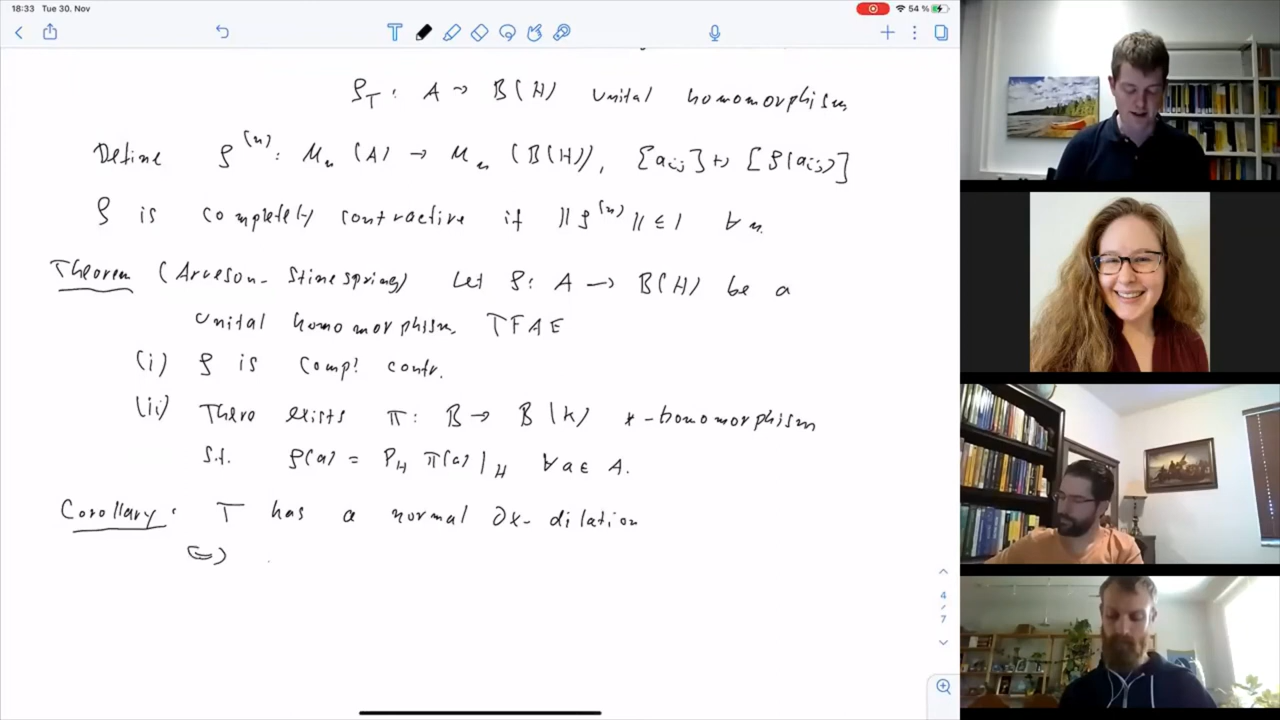 18:33 Tue 30. Nov
54 %
ρ_T : A → B(H) unital homomorphism
Define ρ^(n) : M_n (A) → M_n (B(H)), [a_ij] ↦ [ρ(a_ij)]
ρ is completely contractive if ||ρ^(n)|| ≤ 1 ∀ n.
Theorem (Arveson-Stinespring) Let ρ : A → B(H) be a
unital homomorphism. TFAE
(i) ρ is compl. contr.
(ii) There exists π : B → B(K) *-homomorphism
s.t. ρ(a) = P_H π(a)|_H ∀ a ∈ A.
Corollary: T has a normal ∂X-dilation
⇔
4
/
7